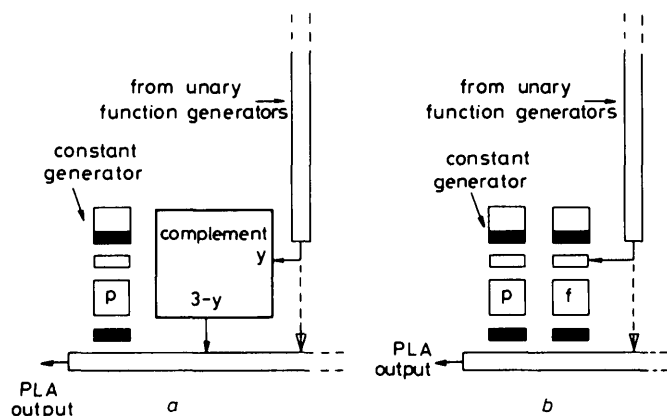 from unary
function generators
constant
generator
complement
y
p
3-y
PLA
output
a
from unary
function generators
constant
generator
p
f
PLA
output
b